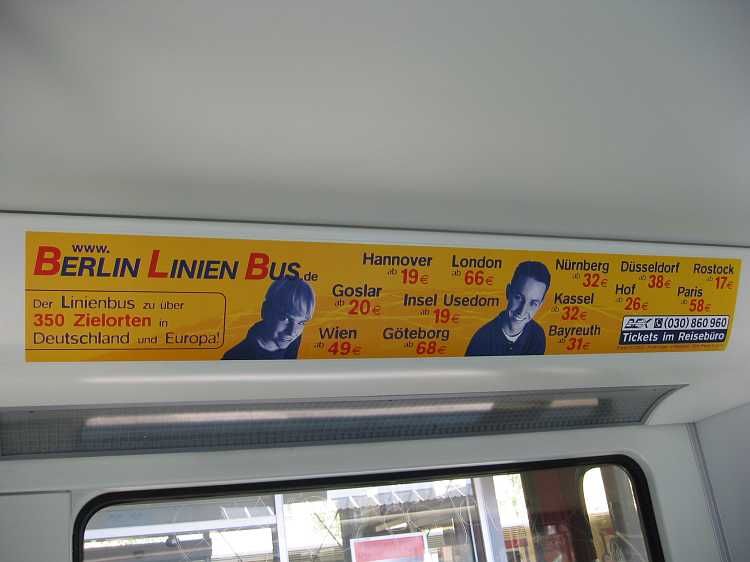 www.
BERLIN LINIEN BUS.de
Der Linienbus zu über
350 Zielorten in
Deutschland und Europa!
Hannover
ab 19€
London
ab 66€
Goslar
ab 20€
Insel Usedom
ab 19€
Wien
ab 49€
Göteborg
ab 68€
Nürnberg
ab 32€
Düsseldorf
ab 38€
Rostock
ab 17€
Kassel
ab 32€
Hof
ab 26€
Paris
ab 58€
Bayreuth
ab 31€
BEX (030) 860 960
Tickets im Reisebüro